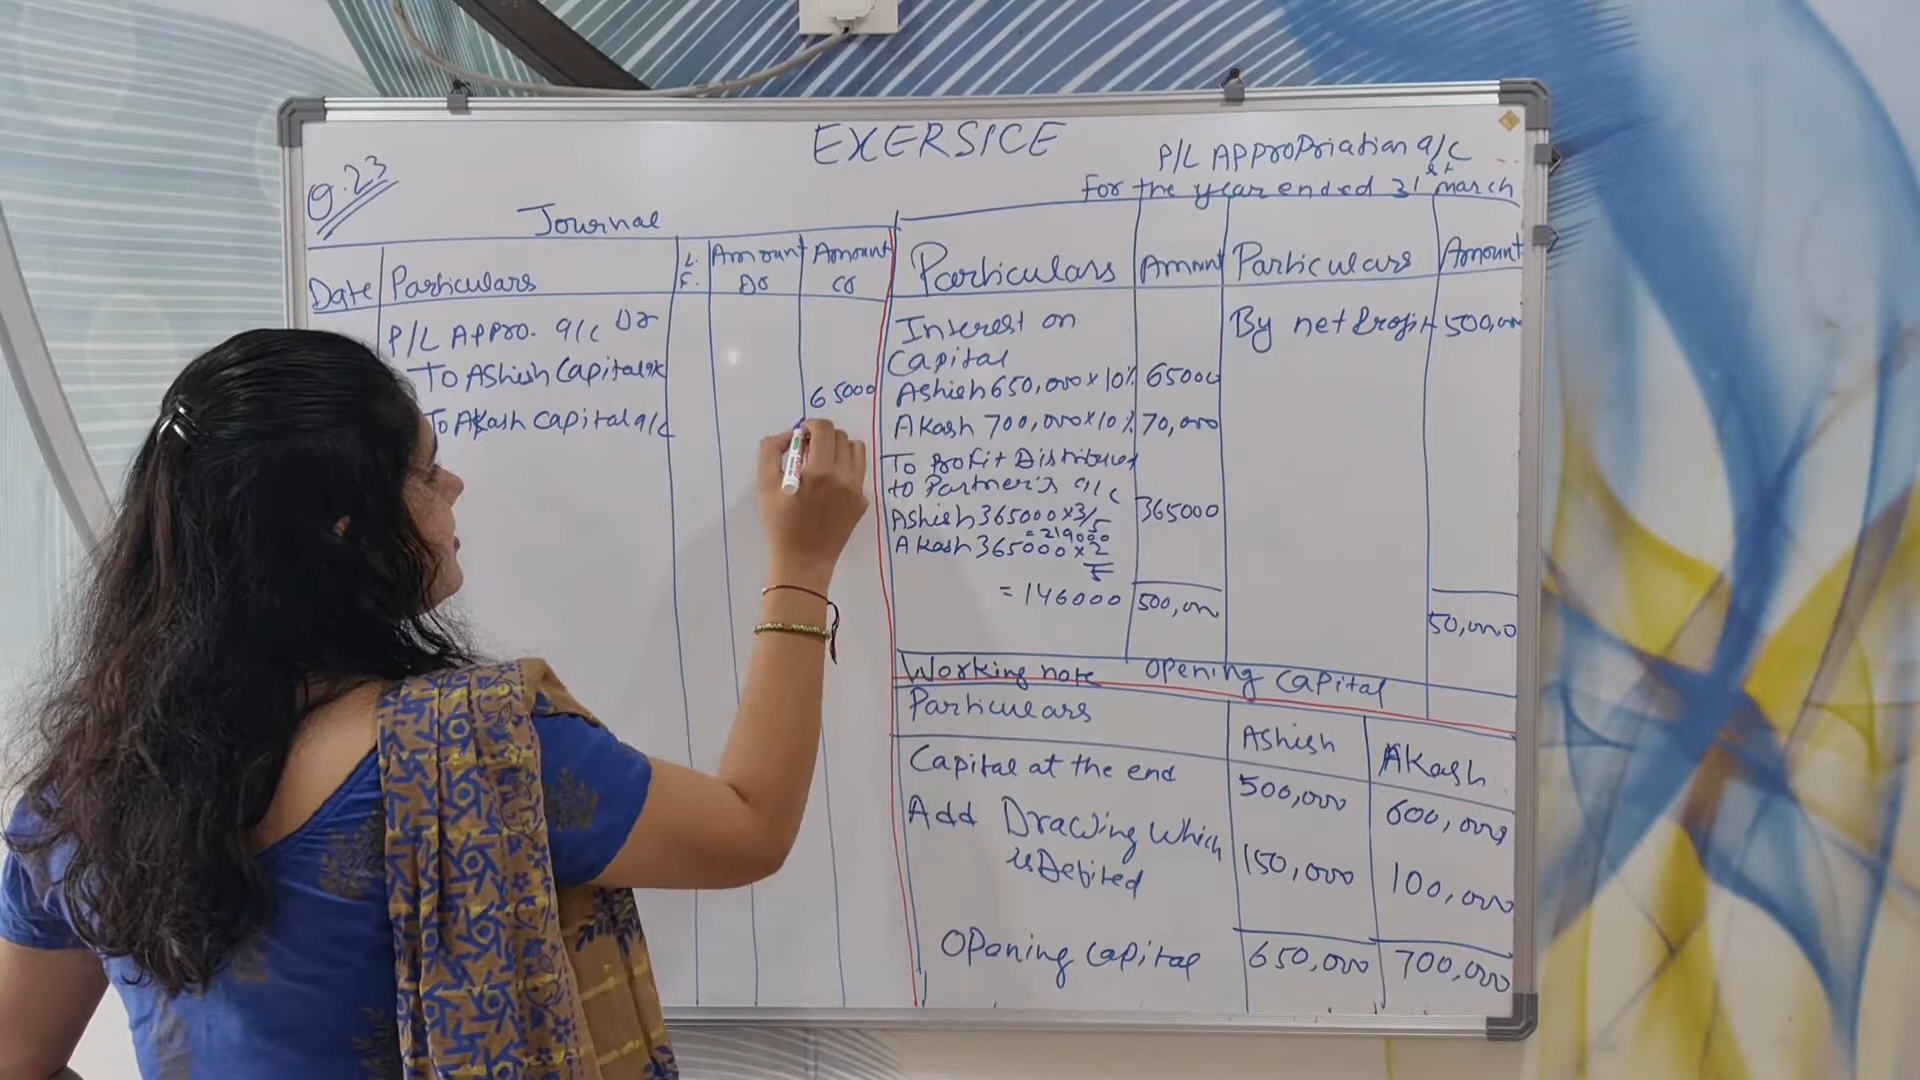 EXERSICE
Q.23
Journal
Date Particulars L.F. Amount Dr Amount Cr
P/L Appro. a/c Dr
To Ashish Capital a/c 65000
To Akash Capital a/c
P/L APProPriation a/c
For the year ended 31st march
Particulars Amount Particulars Amount
Interest on By net Profit 500,000
Capital
Ashish 650,000 x 10% 65000
Akash 700,000 x 10% 70,000
To Profit Distributed
to Partner's a/c
Ashish 365000 x 3/5 365000
= 219000
Akash 365000 x 2/5
= 146000 500,000 50,000
Working note Opening Capital
Particulars Ashish Akash
Capital at the end 500,000 600,000
Add Drawing which 150,000 100,000
is Debited
Opening Capital 650,000 700,000